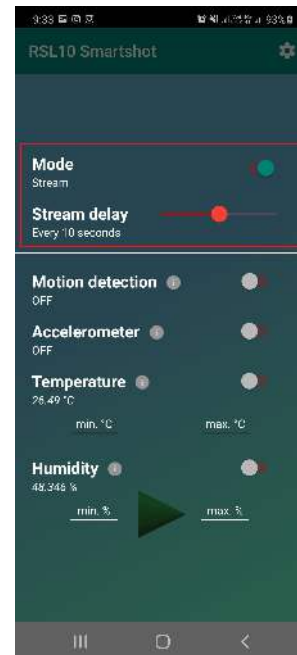 9:33 93%
RSL10 Smartshot
Mode
Stream
Stream delay
Every 10 seconds
Motion detection
OFF
Accelerometer
OFF
Temperature
26.49 °C
min. °C max. °C
Humidity
48.346 %
min. % max. %